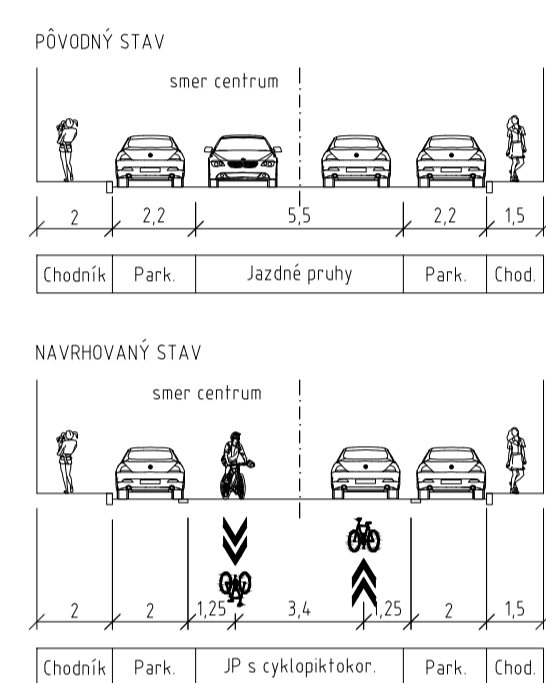 PÔVODNÝ STAV
smer centrum
2 2,2 5,5 2,2 1,5
Chodník Park. Jazdné pruhy Park. Chod.
NAVRHOVANÝ STAV
smer centrum
2 2 1,25 3,4 1,25 2 1,5
Chodník Park. JP s cyklopiktokor. Park. Chod.